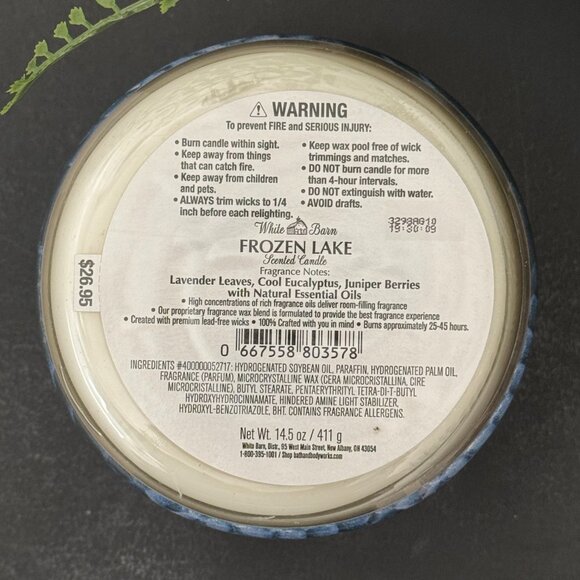 WARNING
To prevent FIRE and SERIOUS INJURY:
• Burn candle within sight.
• Keep away from things
that can catch fire.
• Keep away from children
and pets.
• ALWAYS trim wicks to 1/4
inch before each relighting.
• Keep wax pool free of wick
trimmings and matches.
• DO NOT burn candle for more
than 4-hour intervals.
• DO NOT extinguish with water.
• AVOID drafts.
3293AG10
19:30:09
White Barn
FROZEN LAKE
Scented Candle
Fragrance Notes:
Lavender Leaves, Cool Eucalyptus, Juniper Berries
with Natural Essential Oils
• High concentrations of rich fragrance oils deliver room-filling fragrance
• Our proprietary fragrance wax blend is formulated to provide the best fragrance experience
• Created with premium lead-free wicks • 100% Crafted with you in mind • Burns approximately 25-45 hours.
0 667558 803578
INGREDIENTS #400000052717: HYDROGENATED SOYBEAN OIL, PARAFFIN, HYDROGENATED PALM OIL,
FRAGRANCE (PARFUM), MICROCRYSTALLINE WAX (CERA MICROCRISTALLINA, CIRE
MICROCRISTALLINE), BUTYL STEARATE, PENTAERYTHRITYL TETRA-DI-T-BUTYL
HYDROXYHYDROCINNAMATE, HINDERED AMINE LIGHT STABILIZER,
HYDROXYL-BENZOTRIAZOLE, BHT. CONTAINS FRAGRANCE ALLERGENS.
Net Wt. 14.5 oz / 411 g
White Barn, Distr., 95 West Main Street, New Albany, OH 43054
1-800-395-1001 / Shop bathandbodyworks.com
$26.95